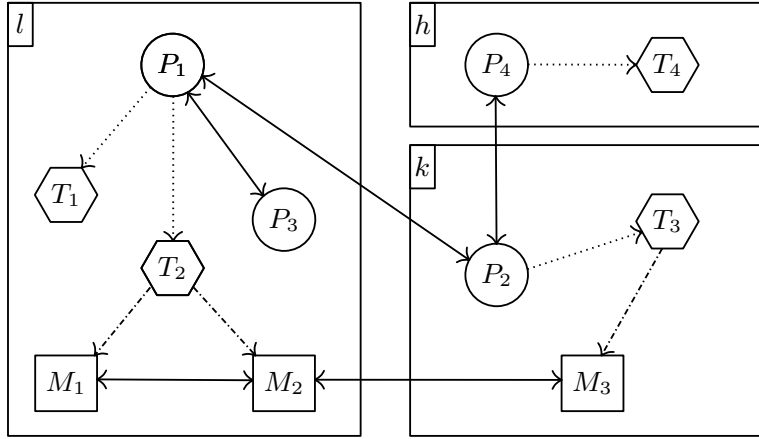 l
h
P₁
P₄
T₄
k
T₁
P₃
T₃
T₂
P₂
M₁
M₂
M₃